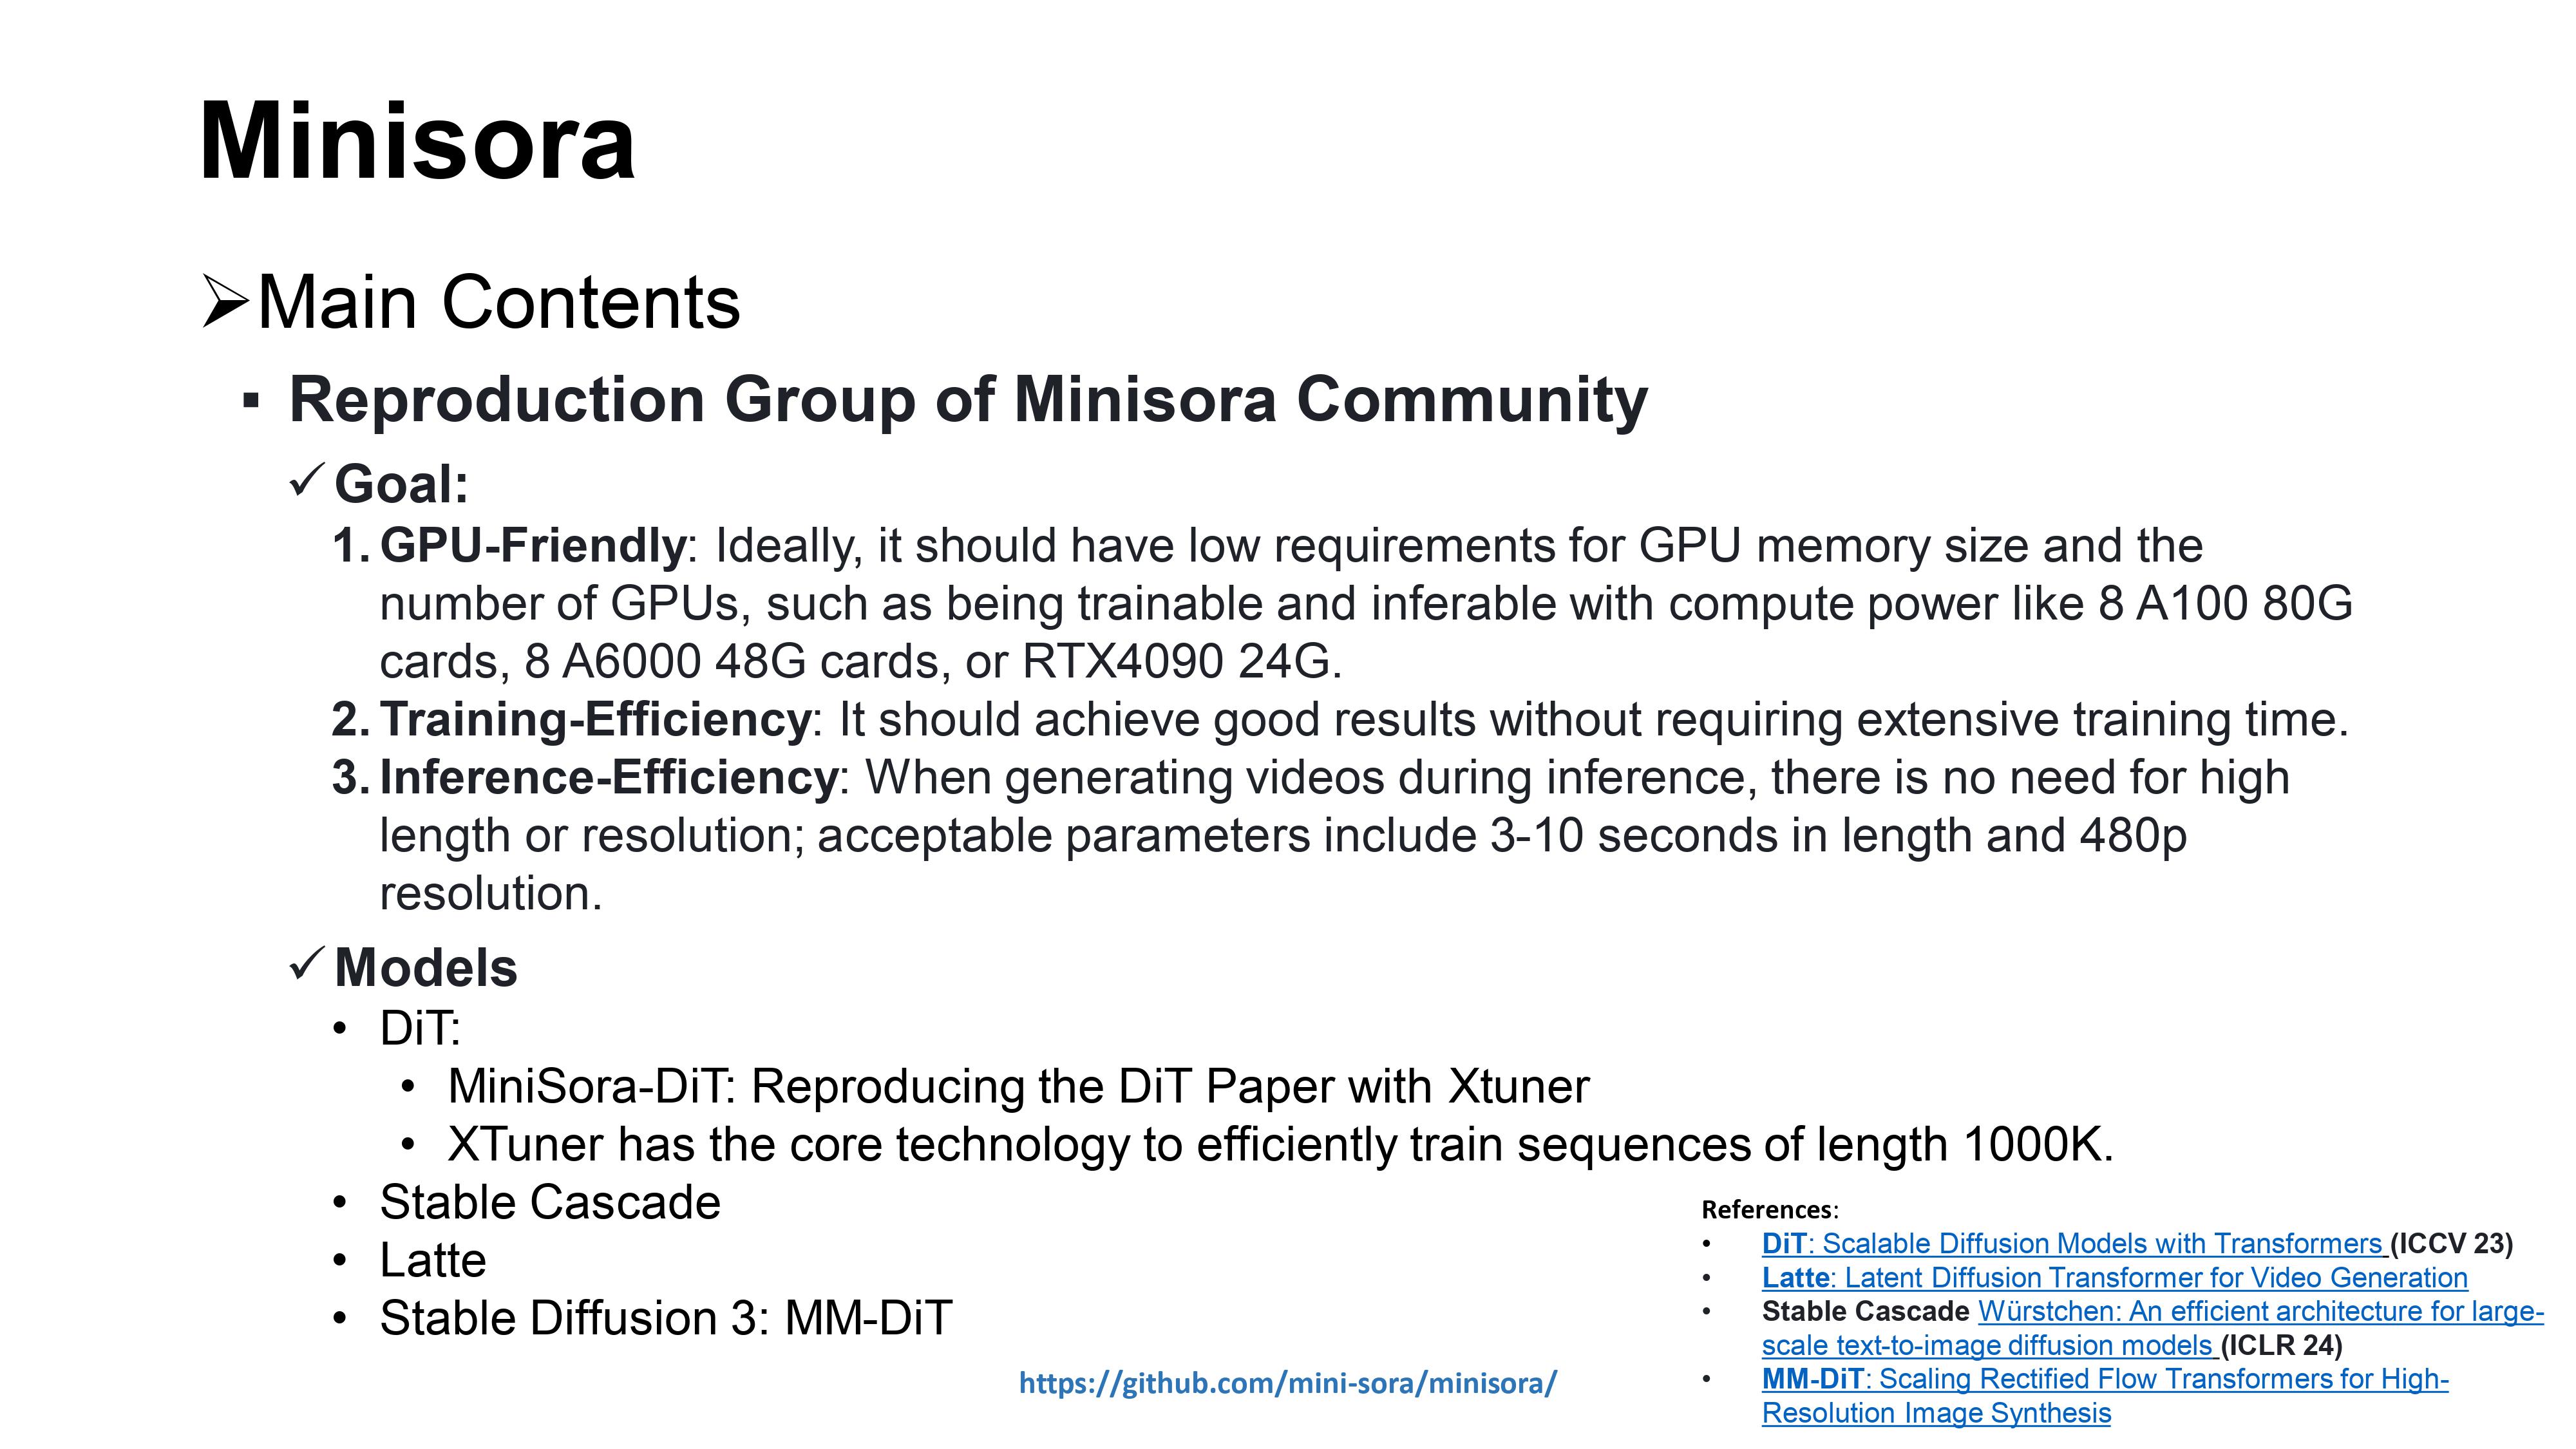 Minisora
➢Main Contents
▪ Reproduction Group of Minisora Community
✓Goal:
1. GPU-Friendly: Ideally, it should have low requirements for GPU memory size and the
number of GPUs, such as being trainable and inferable with compute power like 8 A100 80G
cards, 8 A6000 48G cards, or RTX4090 24G.
2. Training-Efficiency: It should achieve good results without requiring extensive training time.
3. Inference-Efficiency: When generating videos during inference, there is no need for high
length or resolution; acceptable parameters include 3-10 seconds in length and 480p
resolution.
✓Models
• DiT:
• MiniSora-DiT: Reproducing the DiT Paper with Xtuner
• XTuner has the core technology to efficiently train sequences of length 1000K.
• Stable Cascade
• Latte
• Stable Diffusion 3: MM-DiT
https://github.com/mini-sora/minisora/
References:
• DiT: Scalable Diffusion Models with Transformers (ICCV 23)
• Latte: Latent Diffusion Transformer for Video Generation
• Stable Cascade Würstchen: An efficient architecture for large-
scale text-to-image diffusion models (ICLR 24)
• MM-DiT: Scaling Rectified Flow Transformers for High-
Resolution Image Synthesis